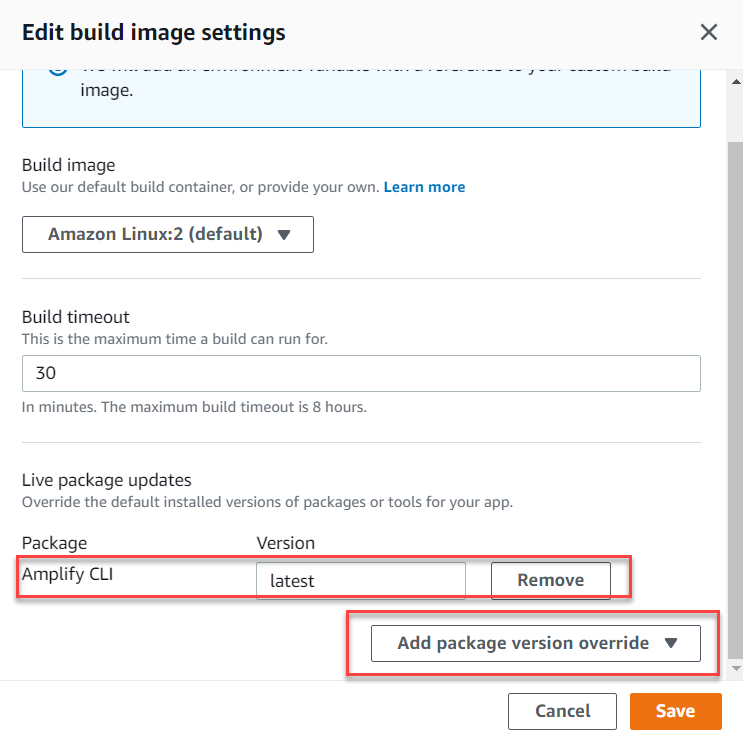 Edit build image settings
image.
Build image
Use our default build container, or provide your own. Learn more
Amazon Linux:2 (default)
Build timeout
This is the maximum time a build can run for.
30
In minutes. The maximum build timeout is 8 hours.
Live package updates
Override the default installed versions of packages or tools for your app.
Package Version
Amplify CLI latest Remove
Add package version override
Cancel Save